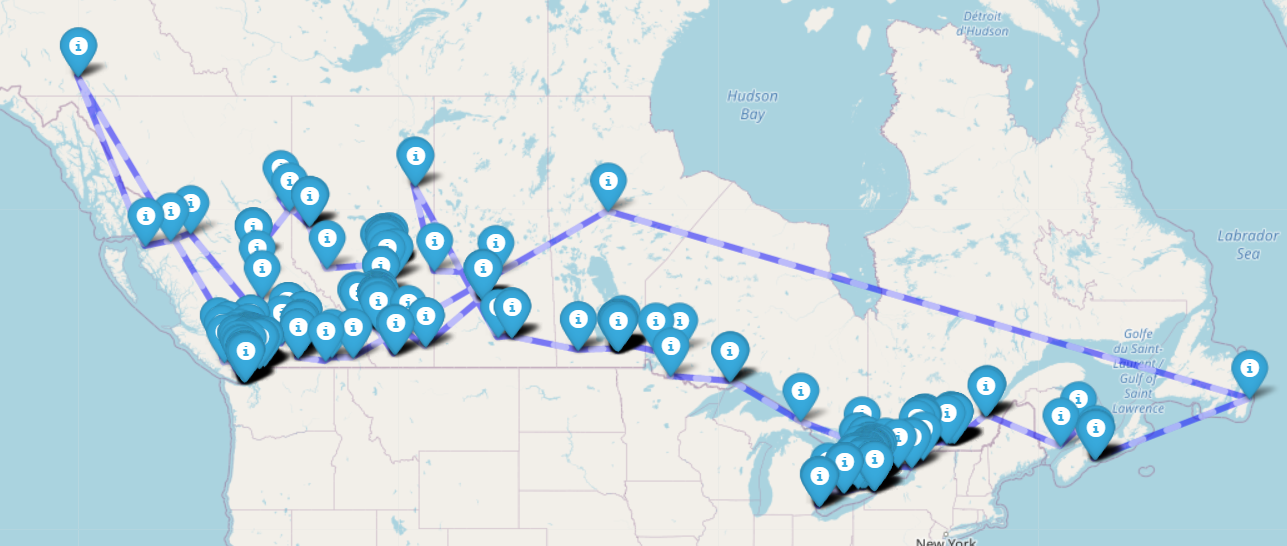 Détroit
d'Hudson
Hudson
Bay
Labrador
Sea
Golfe
du Saint-
Laurent /
Gulf of
Saint
Lawrence
New York